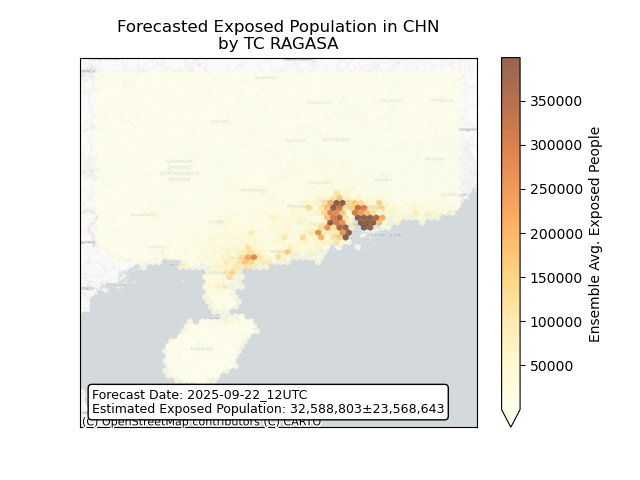 Forecasted Exposed Population in CHN
by TC RAGASA
350000
300000
250000
200000
150000
100000
50000
Ensemble Avg. Exposed People
Forecast Date: 2025-09-22_12UTC
Estimated Exposed Population: 32,588,803±23,568,643
(C) OpenStreetMap contributors (C) CARTO